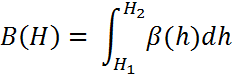 B(H) = ∫_{H_1}^{H_2} β(h)dh